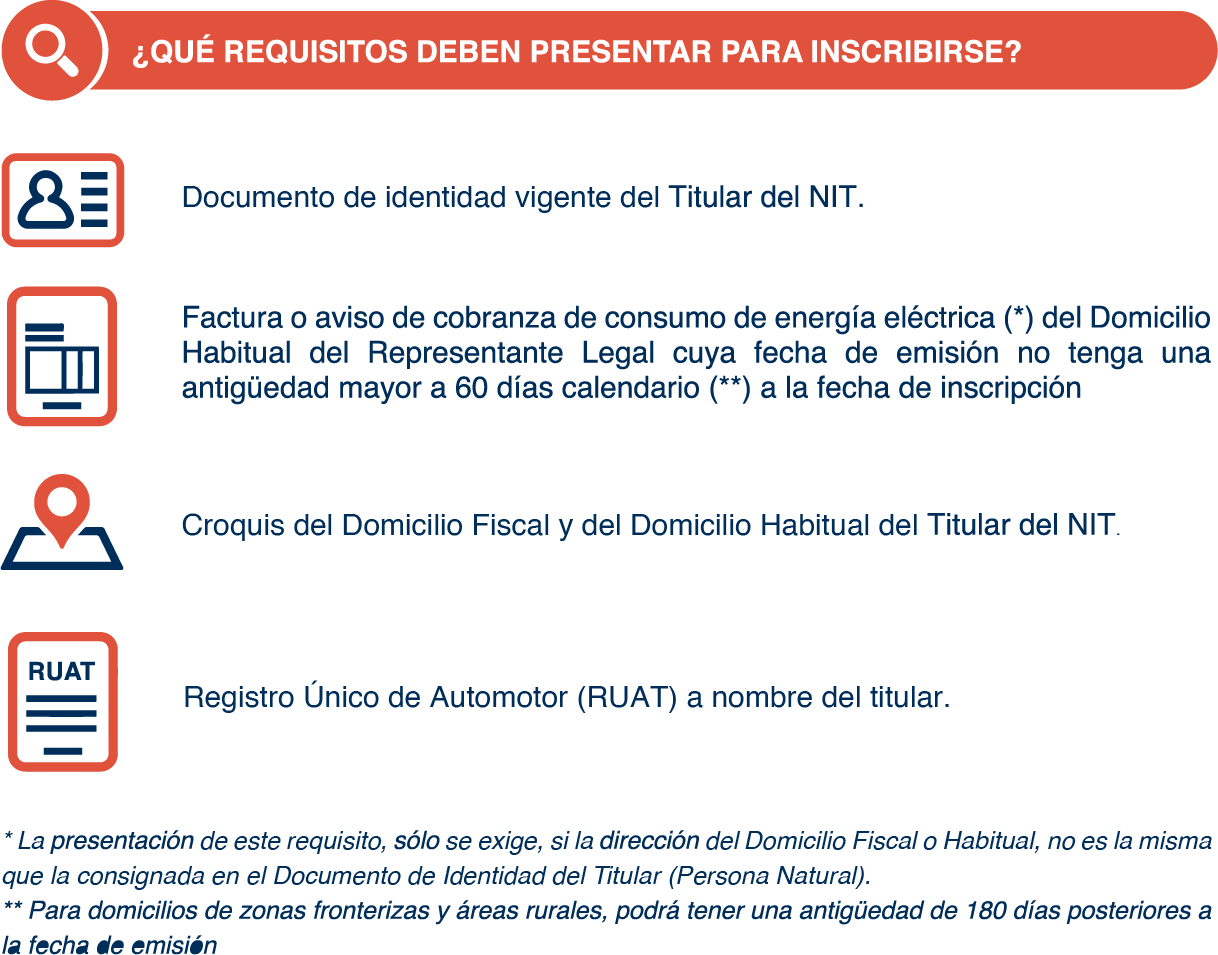 ¿QUÉ REQUISITOS DEBEN PRESENTAR PARA INSCRIBIRSE?
Documento de identidad vigente del Titular del NIT.
Factura o aviso de cobranza de consumo de energía eléctrica (*) del Domicilio
Habitual del Representante Legal cuya fecha de emisión no tenga una
antigüedad mayor a 60 días calendario (**) a la fecha de inscripción
Croquis del Domicilio Fiscal y del Domicilio Habitual del Titular del NIT.
RUAT
Registro Único de Automotor (RUAT) a nombre del titular.
* La presentación de este requisito, sólo se exige, si la dirección del Domicilio Fiscal o Habitual, no es la misma
que la consignada en el Documento de Identidad del Titular (Persona Natural).
** Para domicilios de zonas fronterizas y áreas rurales, podrá tener una antigüedad de 180 días posteriores a
la fecha de emisión